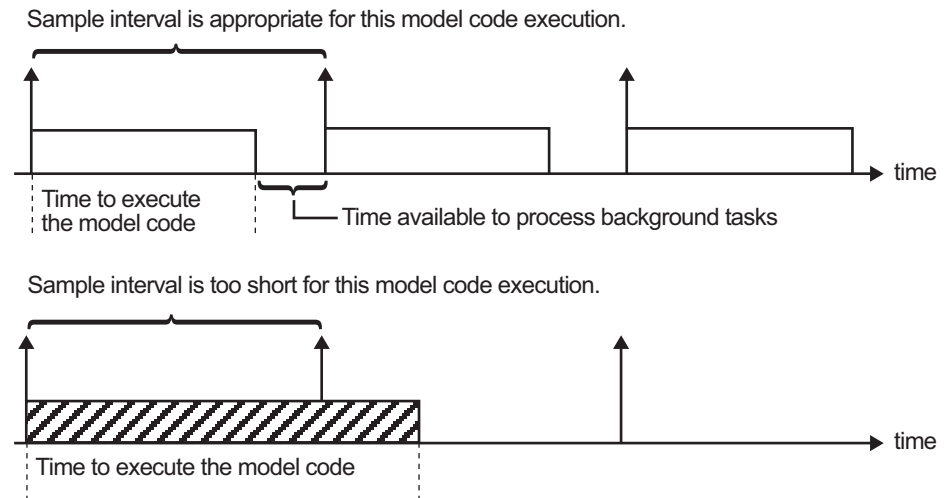 Sample interval is appropriate for this model code execution.
time
Time to execute
the model code
Time available to process background tasks
Sample interval is too short for this model code execution.
time
Time to execute the model code